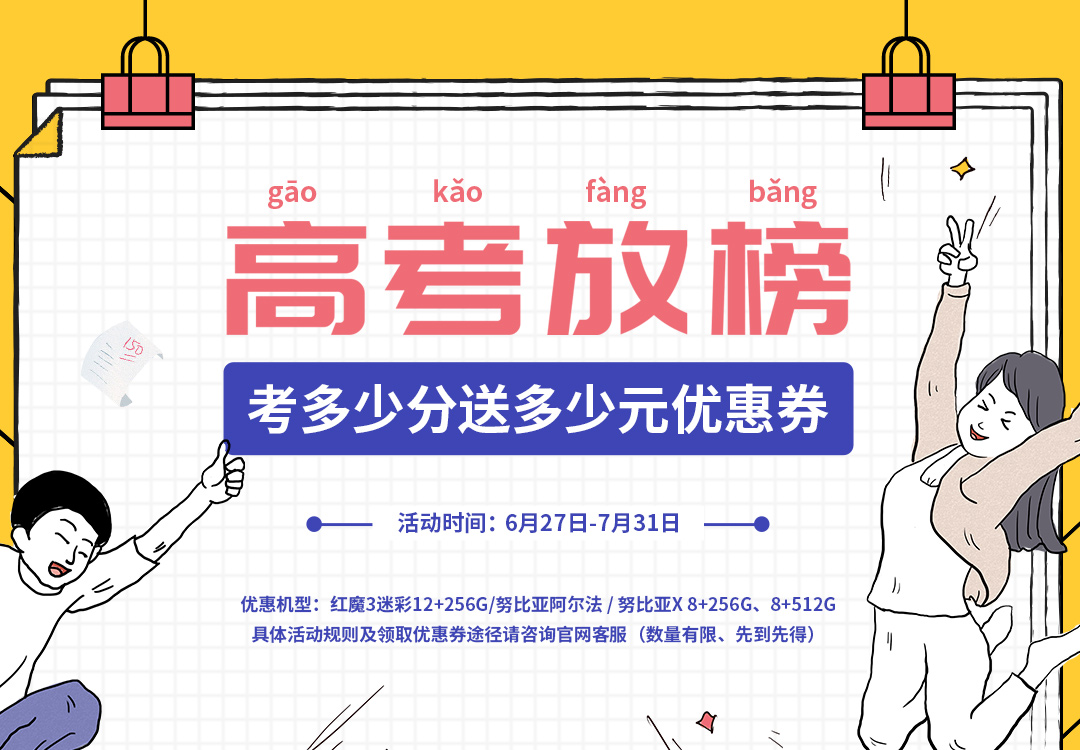 gāo kǎo fàng bǎng
高考放榜
150
考多少分送多少元优惠券
活动时间：6月27日-7月31日
优惠机型：红魔3迷彩12+256G/努比亚阿尔法 / 努比亚X 8+256G、8+512G
具体活动规则及领取优惠券途径请咨询官网客服（数量有限、先到先得）